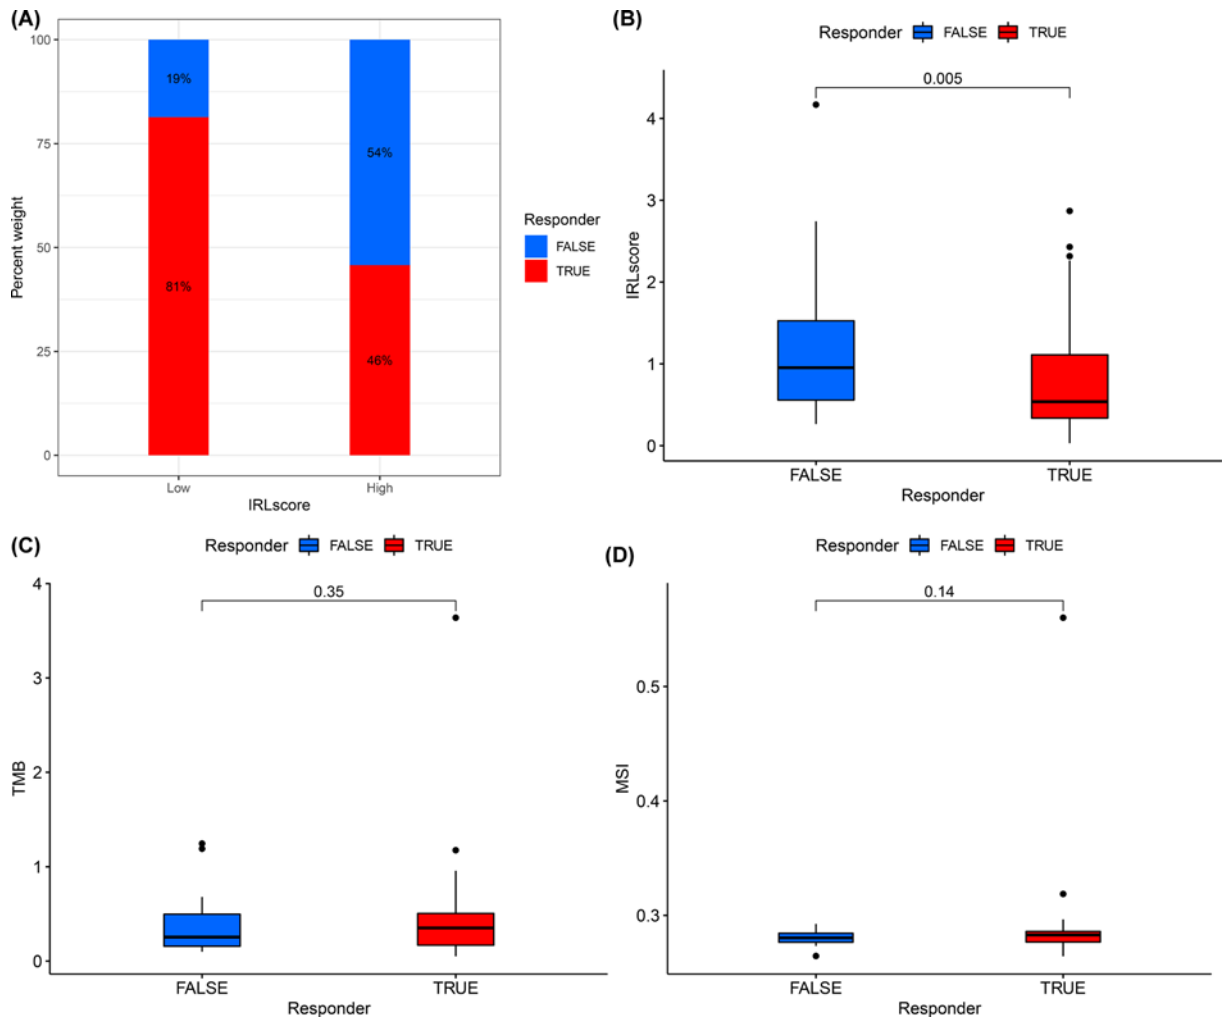 (A)
100
75
50
25
0
Percent weight
19%
81%
54%
46%
Low
High
IRLscore
Responder
FALSE
TRUE
(B)
Responder FALSE TRUE
0.005
4
3
2
1
0
IRLscore
FALSE
TRUE
Responder
(C)
Responder FALSE TRUE
0.35
4
3
2
1
0
TMB
FALSE
TRUE
Responder
(D)
Responder FALSE TRUE
0.14
0.5
0.4
0.3
MSI
FALSE
TRUE
Responder